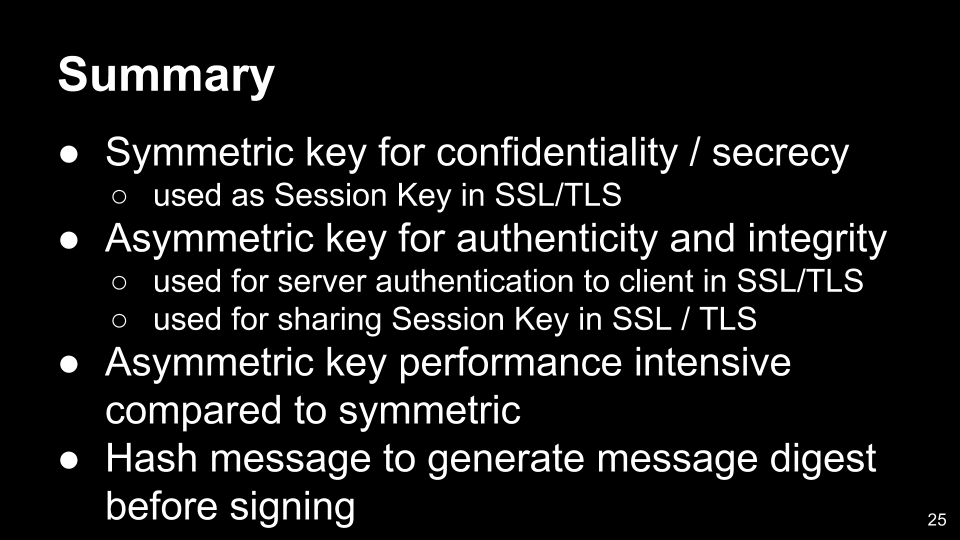 Summary
● Symmetric key for confidentiality / secrecy
○ used as Session Key in SSL/TLS
● Asymmetric key for authenticity and integrity
○ used for server authentication to client in SSL/TLS
○ used for sharing Session Key in SSL / TLS
● Asymmetric key performance intensive
compared to symmetric
● Hash message to generate message digest
before signing
25